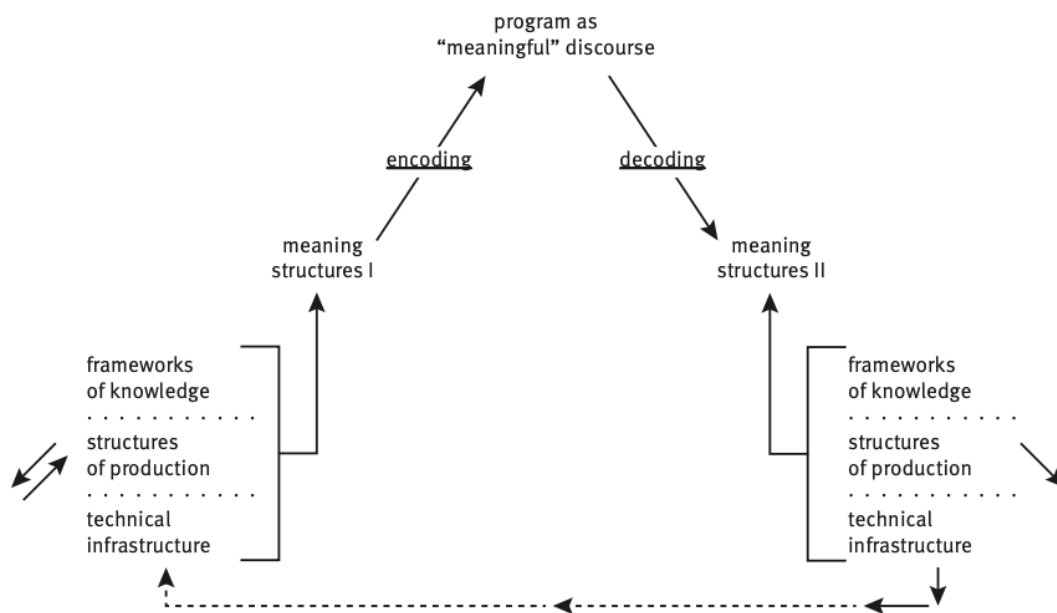 program as
“meaningful” discourse
encoding
decoding
meaning
structures I
meaning
structures II
frameworks
of knowledge
structures
of production
technical
infrastructure
frameworks
of knowledge
structures
of production
technical
infrastructure